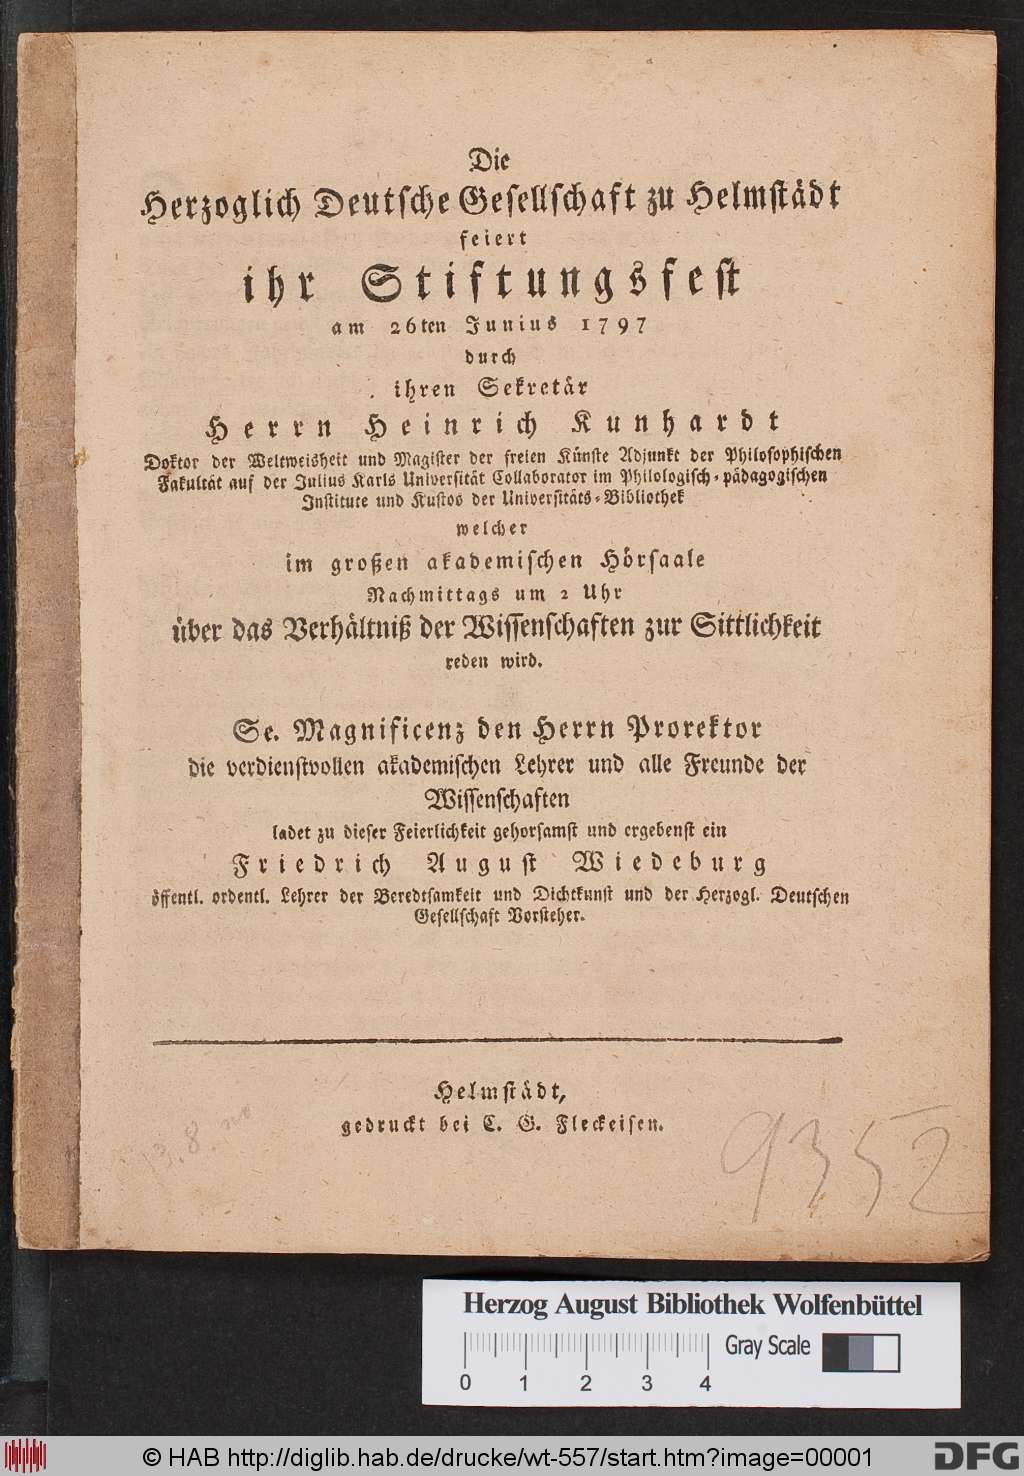 Die
Herzoglich Deutsche Gesellschaft zu Helmstädt
feiert
ihr Stiftungsfest
am 26ten Junius 1797
durch
ihren Sekretär
Herrn Heinrich Kunhardt
Doktor der Weltweisheit und Magister der freien Künste Adjunkt der Philosophischen
Fakultät auf der Julius Karls Universität Collaborator im Philologisch-pädagogischen
Institute und Kustos der Universitäts-Bibliothek
welcher
im großen akademischen Hörsaale
Nachmittags um 2 Uhr
über das Verhältniß der Wissenschaften zur Sittlichkeit
reden wird.
Se. Magnificenz den Herrn Prorektor
die verdienstvollen akademischen Lehrer und alle Freunde der
Wissenschaften
ladet zu dieser Feierlichkeit gehorsamst und ergebenst ein
Friedrich August Wiedeburg
öffentl. ordentl. Lehrer der Beredtsamkeit und Dichtkunst und der Herzogl. Deutschen
Gesellschaft Vorsteher.
Helmstädt,
gedruckt bei C. G. Fleckeisen.
9352
Herzog August Bibliothek Wolfenbüttel
Gray Scale
0 1 2 3 4
© HAB http://diglib.hab.de/drucke/wt-557/start.htm?image=00001
DFG